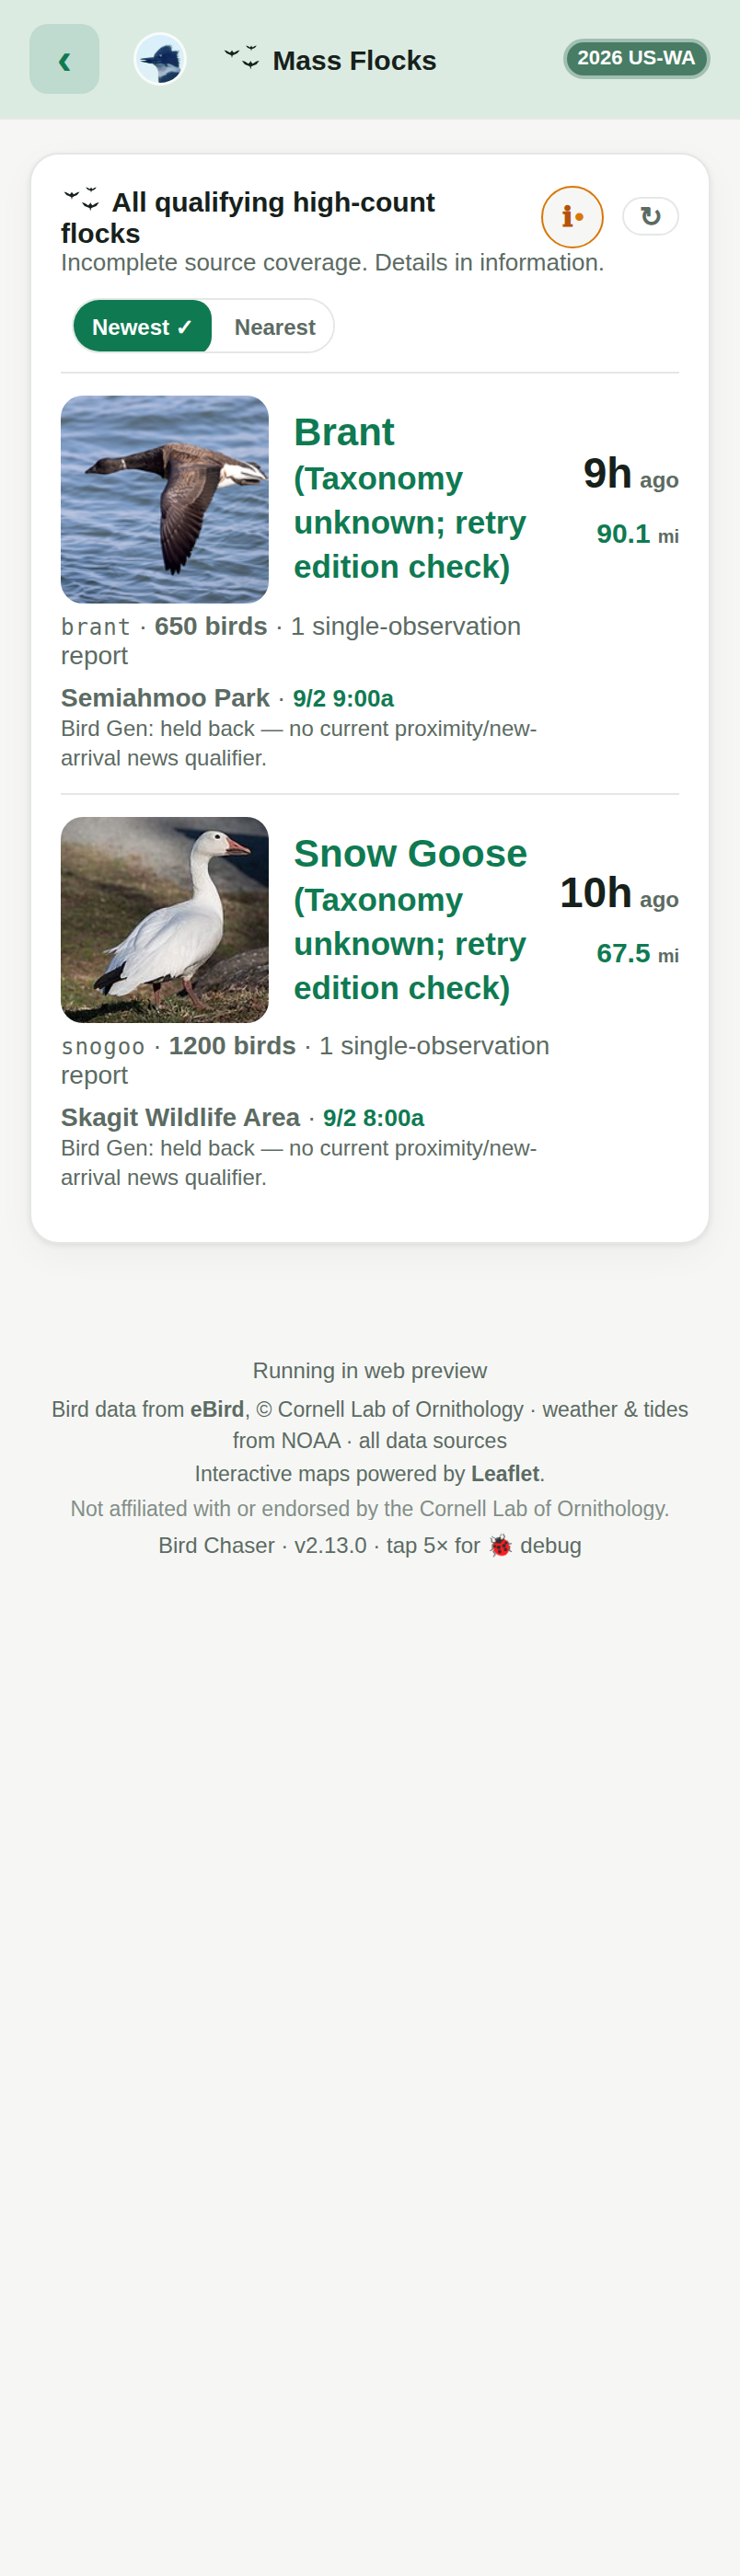 ‹ Mass Flocks 2026 US-WA
All qualifying high-count
flocks
i• ↻
Incomplete source coverage. Details in information.
Newest ✓ Nearest
Brant
(Taxonomy
unknown; retry
edition check)
9h ago
90.1 mi
brant · 650 birds · 1 single-observation
report
Semiahmoo Park · 9/2 9:00a
Bird Gen: held back — no current proximity/new-
arrival news qualifier.
Snow Goose
(Taxonomy
unknown; retry
edition check)
10h ago
67.5 mi
snogoo · 1200 birds · 1 single-observation
report
Skagit Wildlife Area · 9/2 8:00a
Bird Gen: held back — no current proximity/new-
arrival news qualifier.
Running in web preview
Bird data from eBird, © Cornell Lab of Ornithology · weather & tides
from NOAA · all data sources
Interactive maps powered by Leaflet.
Not affiliated with or endorsed by the Cornell Lab of Ornithology.
Bird Chaser · v2.13.0 · tap 5× for 🐞 debug